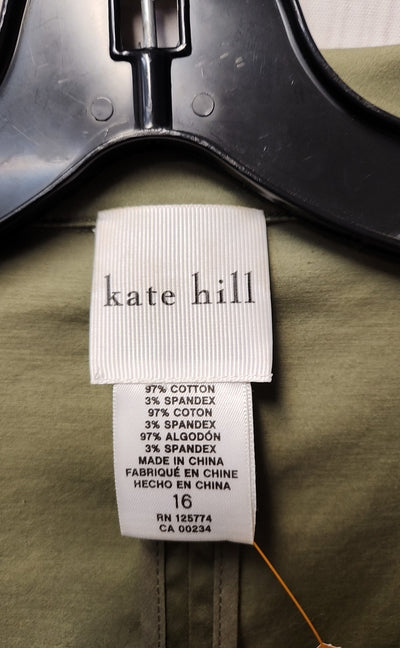 kate hill
97% COTTON
3% SPANDEX
97% COTON
3% SPANDEX
97% ALGODÓN
3% SPANDEX
MADE IN CHINA
FABRIQUÉ EN CHINE
HECHO EN CHINA
16
RN 125774
CA 00234